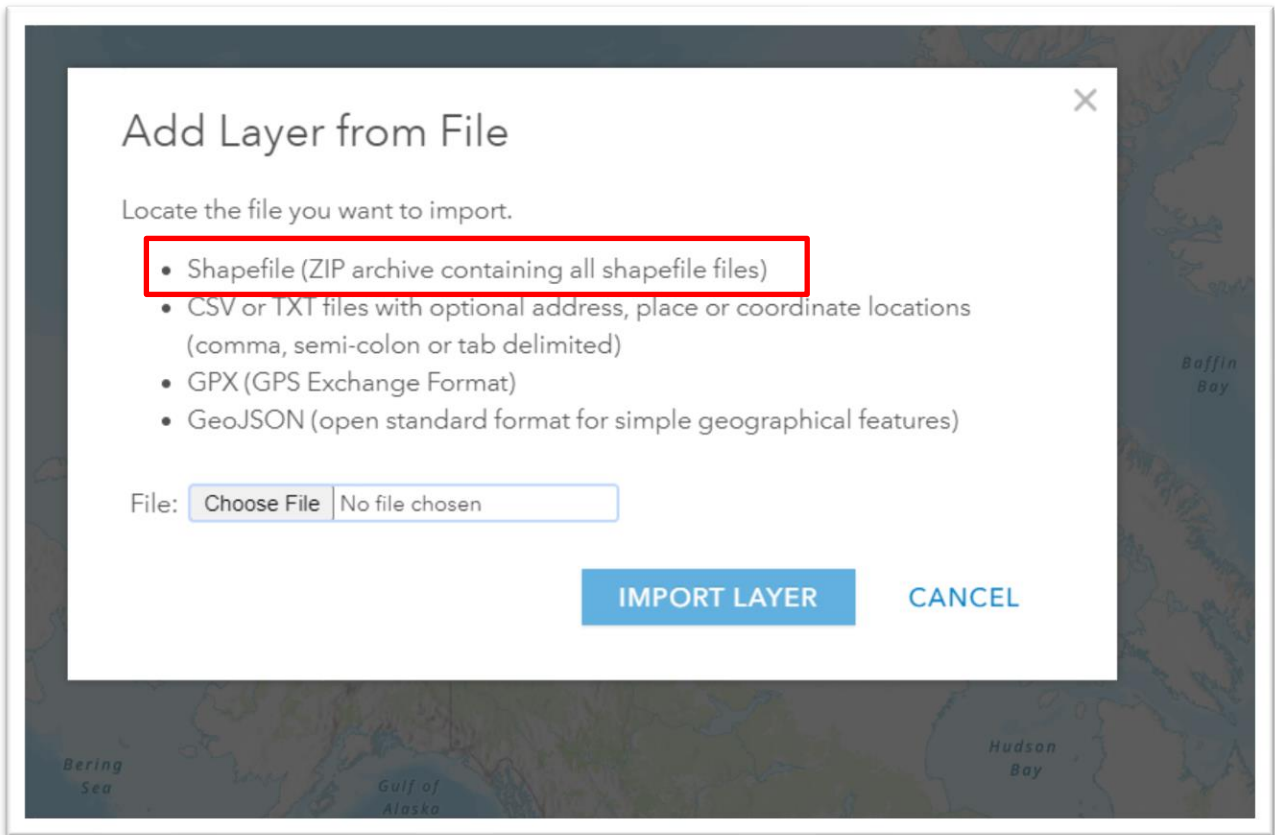 Add Layer from File
Locate the file you want to import.
• Shapefile (ZIP archive containing all shapefile files)
• CSV or TXT files with optional address, place or coordinate locations
(comma, semi-colon or tab delimited)
• GPX (GPS Exchange Format)
• GeoJSON (open standard format for simple geographical features)
File: Choose File No file chosen
IMPORT LAYER CANCEL
Baffin
Bay
Hudson
Bay
Bering
Sea
Gulf of
Alaska